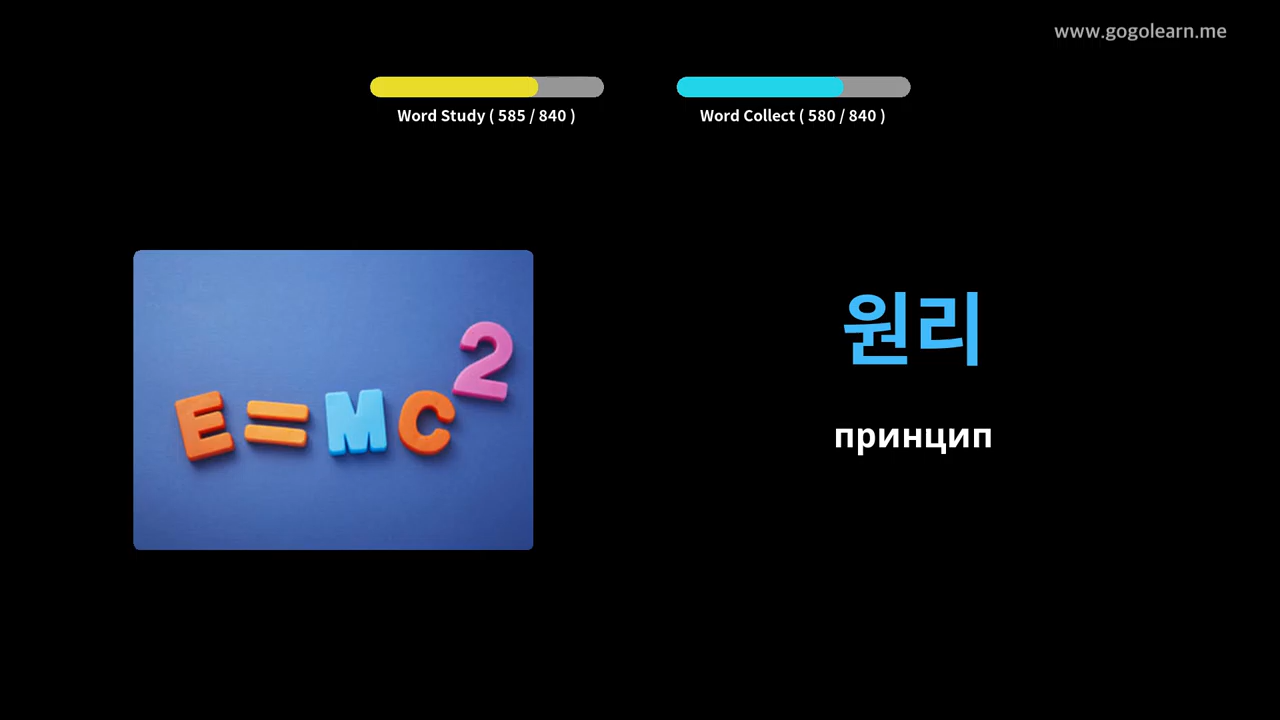 www.gogolearn.me
Word Study ( 585 / 840 )
Word Collect ( 580 / 840 )
E=MC2
원리
принцип